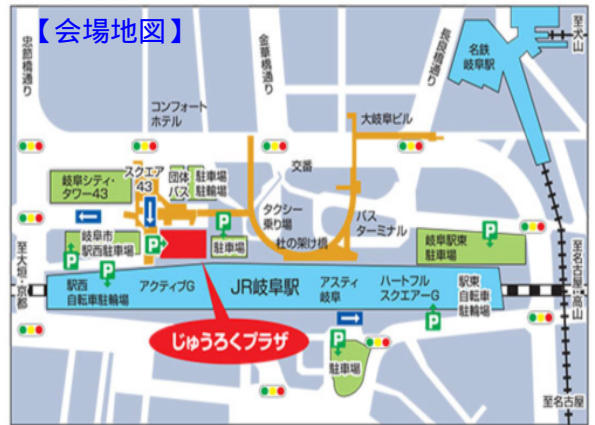 【会場地図】
忠節橋通り
金華橋通り
長良橋通り
至犬山
名鉄
岐阜駅
コンフォート
ホテル
大岐阜ビル
交番
スクエア
43
団体
バス
駐車場
駐輪場
岐阜シティ・
タワー43
タクシー
乗り場
バス
ターミナル
杜の架け橋
P
岐阜市
駅西駐車場
P
P
駐車場
P
岐阜駅東
駐車場
P
至大垣・京都
駅西
自転車駐輪場
P
アクティブG
JR岐阜駅
アスティ
岐阜
ハートフル
スクエアーG
駅東
自転車
駐輪場
P
至名古屋・高山
じゅうろくプラザ
P
駐車場
至名古屋